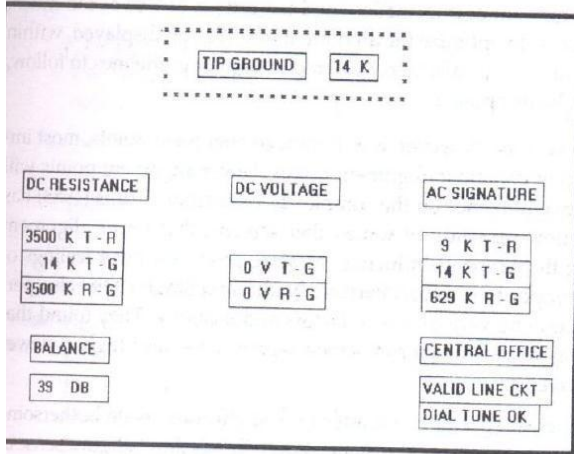 TIP GROUND 14 K
DC RESISTANCE
3500 K T - R
14 K T - G
3500 K R - G
BALANCE
39 DB
DC VOLTAGE
0 V T - G
0 V R - G
AC SIGNATURE
9 K T - R
14 K T - G
629 K R - G
CENTRAL OFFICE
VALID LINE CKT
DIAL TONE OK